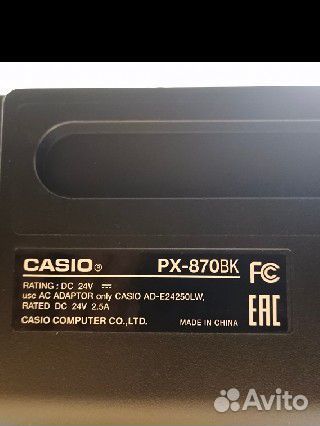 CASIO® PX-870BK FC
RATING : DC 24V ⎓
use AC ADAPTOR only CASIO AD-E24250LW,
RATED DC 24V 2.5A
CASIO COMPUTER CO.,LTD. MADE IN CHINA EAC
Avito